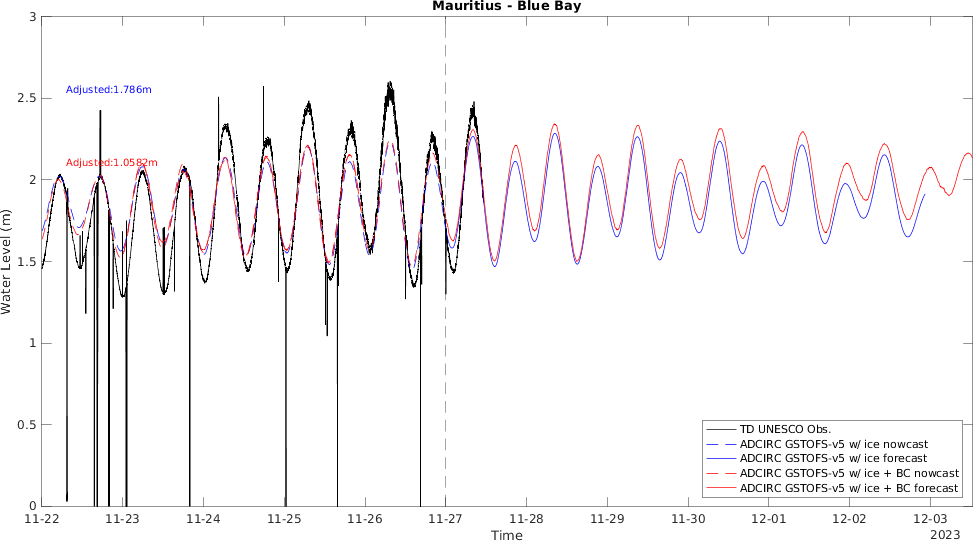 Mauritius - Blue Bay
Water Level (m)
3
2.5
2
1.5
1
0.5
0
Adjusted:1.786m
Adjusted:1.0582m
TD UNESCO Obs.
ADCIRC GSTOFS-v5 w/ ice nowcast
ADCIRC GSTOFS-v5 w/ ice forecast
ADCIRC GSTOFS-v5 w/ ice + BC nowcast
ADCIRC GSTOFS-v5 w/ ice + BC forecast
11-22 11-23 11-24 11-25 11-26 11-27 11-28 11-29 11-30 12-01 12-02 12-03
Time 2023